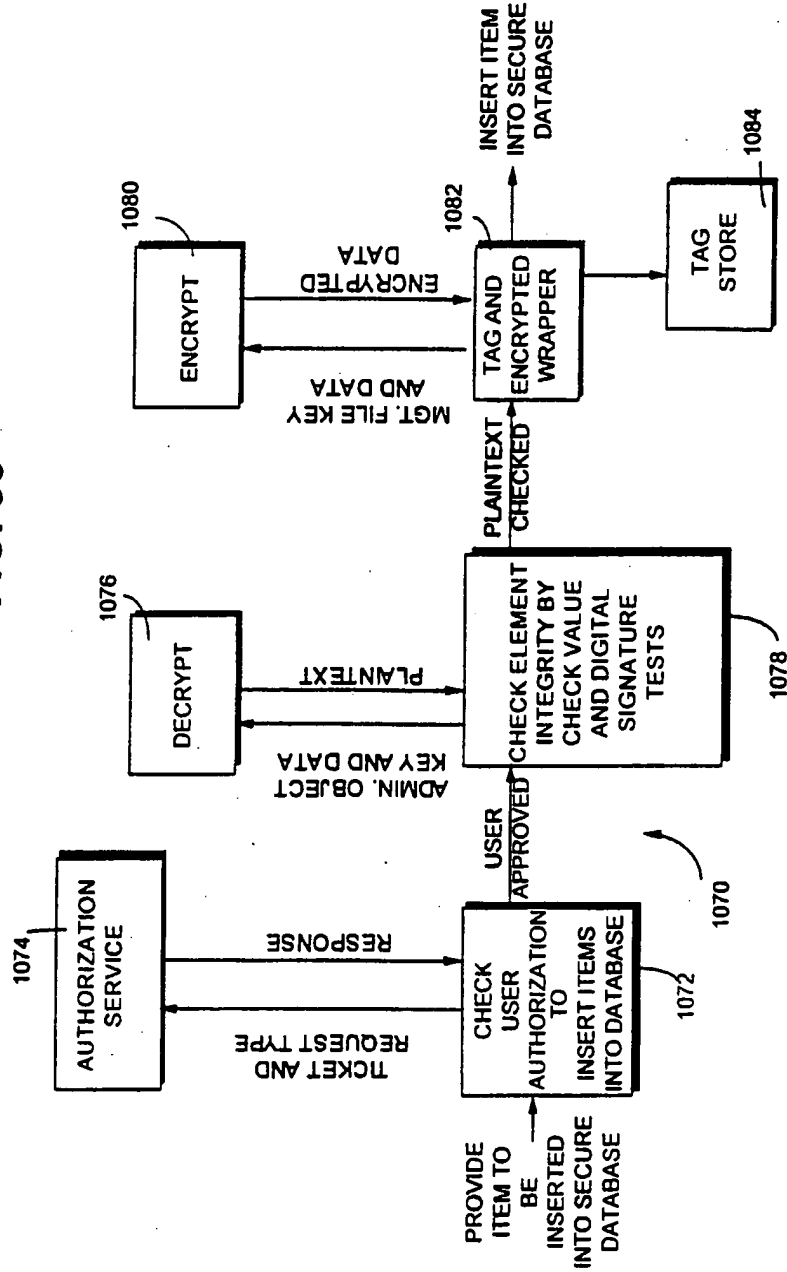 1074
AUTHORIZATION
SERVICE
TICKET AND
REQUEST TYPE
RESPONSE
PROVIDE
ITEM TO
BE
INSERTED
INTO SECURE
DATABASE
CHECK
USER
AUTHORIZATION
TO
INSERT ITEMS
INTO DATABASE
1072
1070
USER
APPROVED
1076
DECRYPT
ADMIN. OBJECT
KEY AND DATA
PLAINTEXT
CHECK ELEMENT
INTEGRITY BY
CHECK VALUE
AND DIGITAL
SIGNATURE
TESTS
1078
PLAINTEXT
CHECKED
1080
ENCRYPT
MGT. FILE KEY
AND DATA
ENCRYPTED
DATA
1082
TAG AND
ENCRYPTED
WRAPPER
INSERT ITEM
INTO SECURE
DATABASE
TAG
STORE
1084